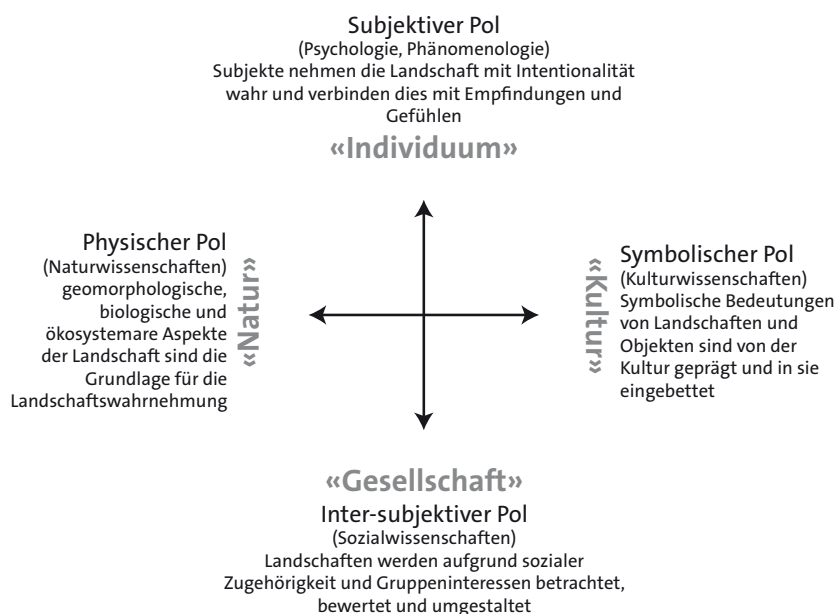 Subjektiver Pol
(Psychologie, Phänomenologie)
Subjekte nehmen die Landschaft mit Intentionalität
wahr und verbinden dies mit Empfindungen und
Gefühlen
«Individuum»
Physischer Pol
(Naturwissenschaften)
geomorphologische,
biologische und
ökosystemare Aspekte
der Landschaft sind die
Grundlage für die
Landschaftswahrnehmung
«Natur»
«Kultur»
Symbolischer Pol
(Kulturwissenschaften)
Symbolische Bedeutungen
von Landschaften und
Objekten sind von der
Kultur geprägt und in sie
eingebettet
«Gesellschaft»
Inter-subjektiver Pol
(Sozialwissenschaften)
Landschaften werden aufgrund sozialer
Zugehörigkeit und Gruppeninteressen betrachtet,
bewertet und umgestaltet